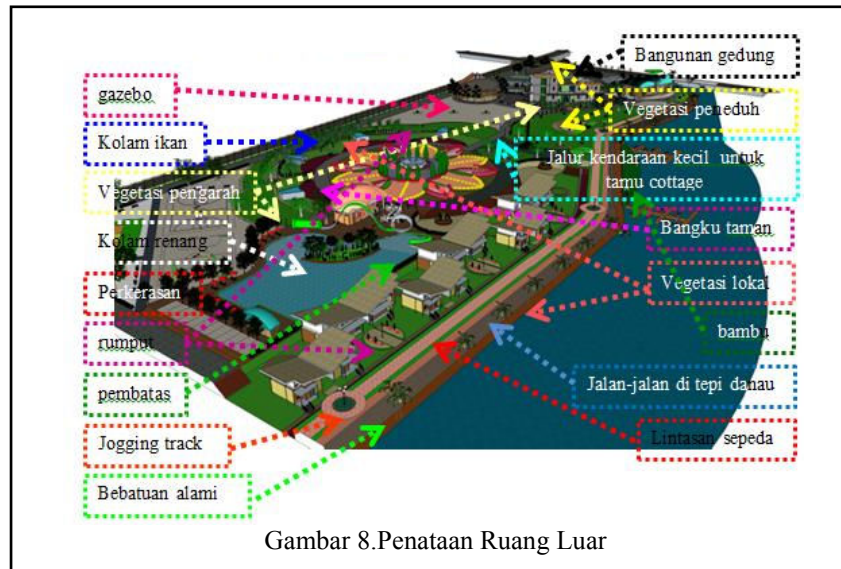 gazebo
Kolam ikan
Vegetasi pengarah
Kolam renang
Perkerasan
rumput
pembatas
Jogging track
Bebatuan alami
Bangunan gedung
Vegetasi peneduh
Jalur kendaraan kecil untuk
tamu cottage
Bangku taman
Vegetasi lokal
bambu
Jalan-jalan di tepi danau
Lintasan sepeda
Gambar 8.Penataan Ruang Luar